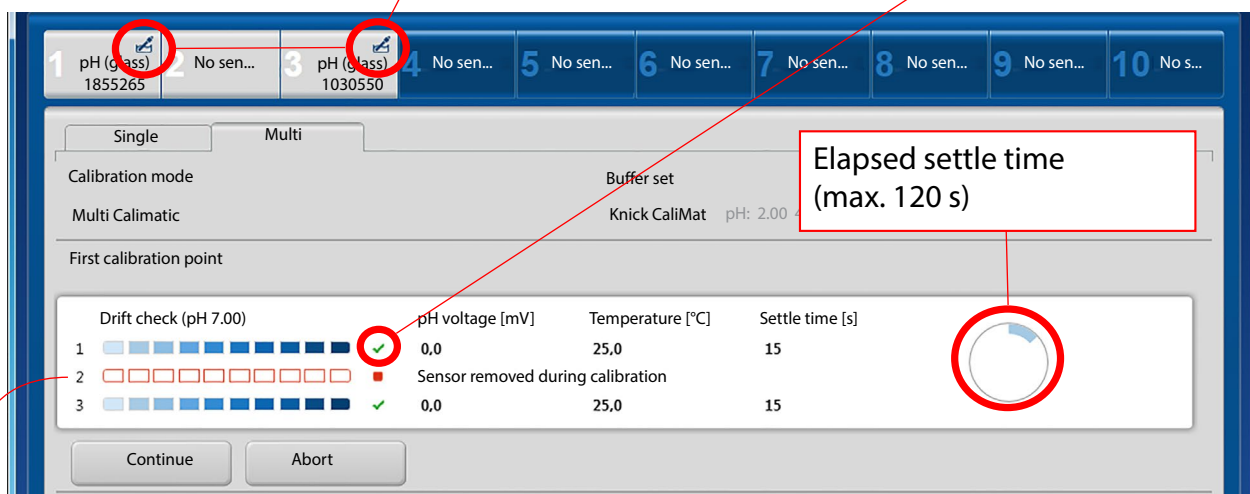 1 pH (glass) 1855265
2 No sen...
3 pH (glass) 1030550
4 No sen...
5 No sen...
6 No sen...
7 No sen...
8 No sen...
9 No sen...
10 No s...
Single Multi
Elapsed settle time
(max. 120 s)
Calibration mode Buffer set
Multi Calimatic Knick CaliMat pH: 2.00
First calibration point
Drift check (pH 7.00) pH voltage [mV] Temperature [°C] Settle time [s]
1 0,0 25,0 15
2 Sensor removed during calibration
3 0,0 25,0 15
Continue Abort